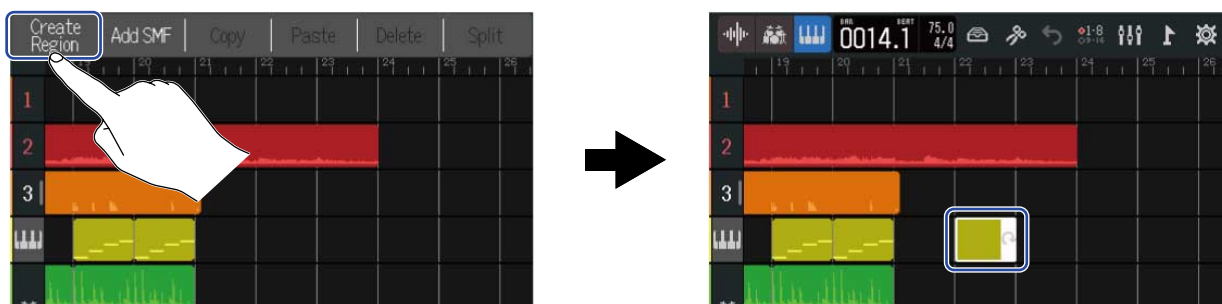 Create
Region
Add SMF
Copy
Paste
Delete
Split
20 21 22 23 24 25 26
1
2
3
BAR BEAT
0014.1
75.0
4/4
1-8
9-16
19 20 21 22 23 24 25 26
1
2
3